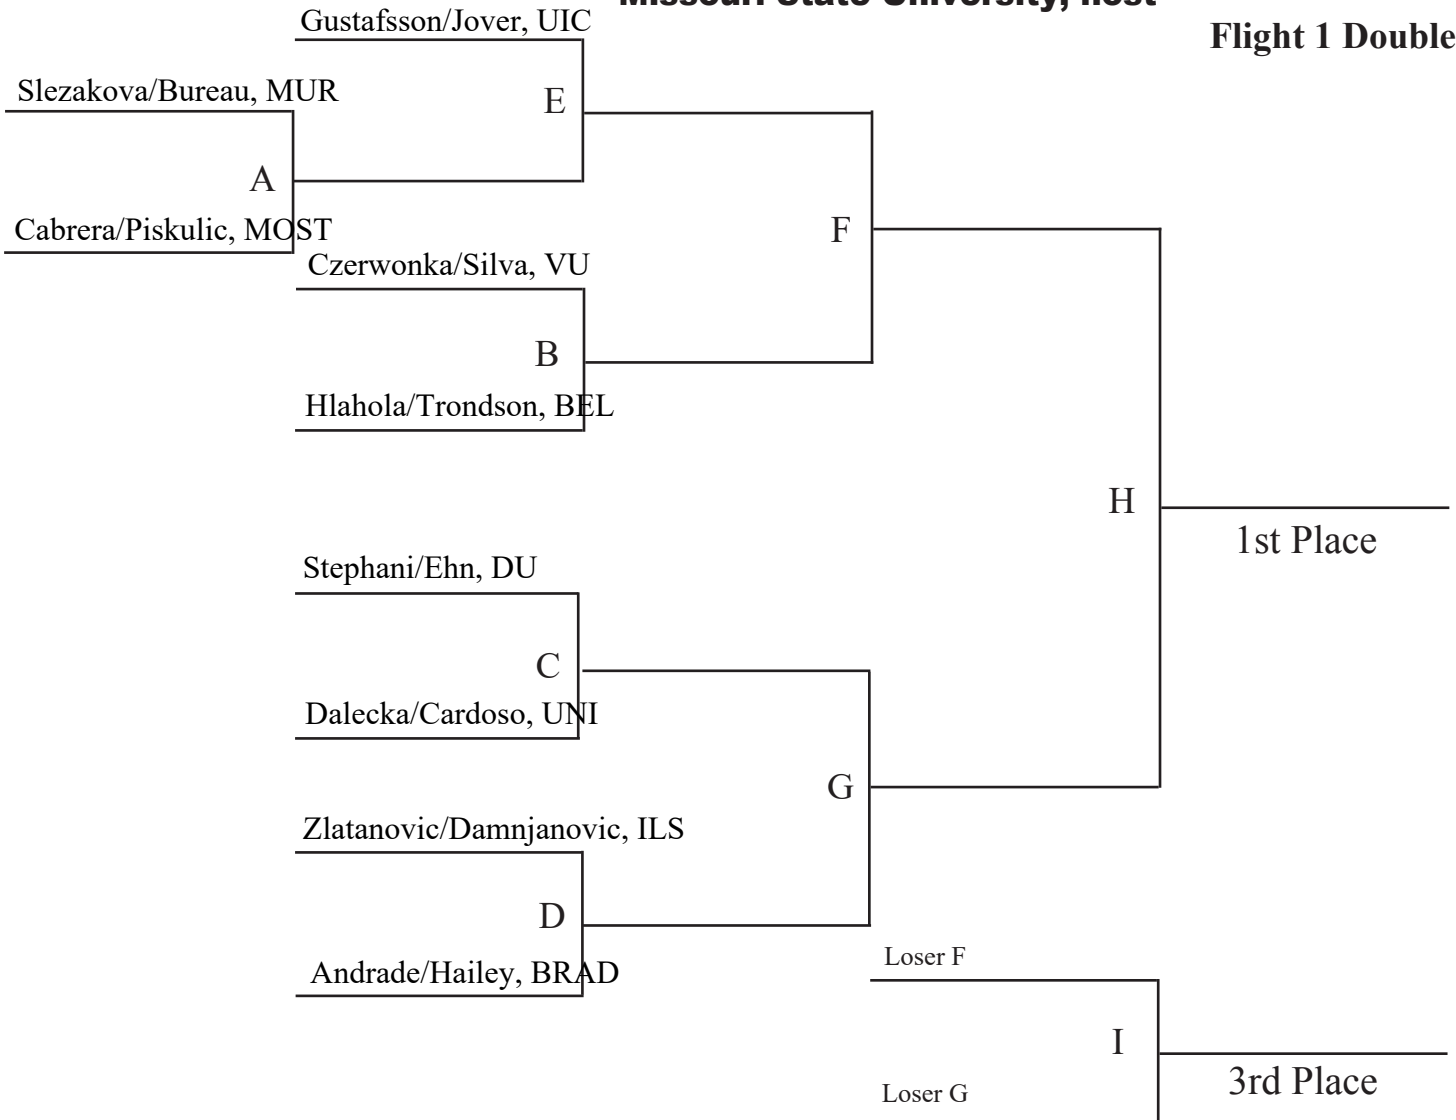 Missouri State University, host
Flight 1 Double
Gustafsson/Jover, UIC
Slezakova/Bureau, MUR
E
A
Cabrera/Piskulic, MOST
F
Czerwonka/Silva, VU
B
Hlahola/Trondson, BEL
H
1st Place
Stephani/Ehn, DU
C
Dalecka/Cardoso, UNI
G
Zlatanovic/Damnjanovic, ILS
D
Andrade/Hailey, BRAD
Loser F
I
3rd Place
Loser G